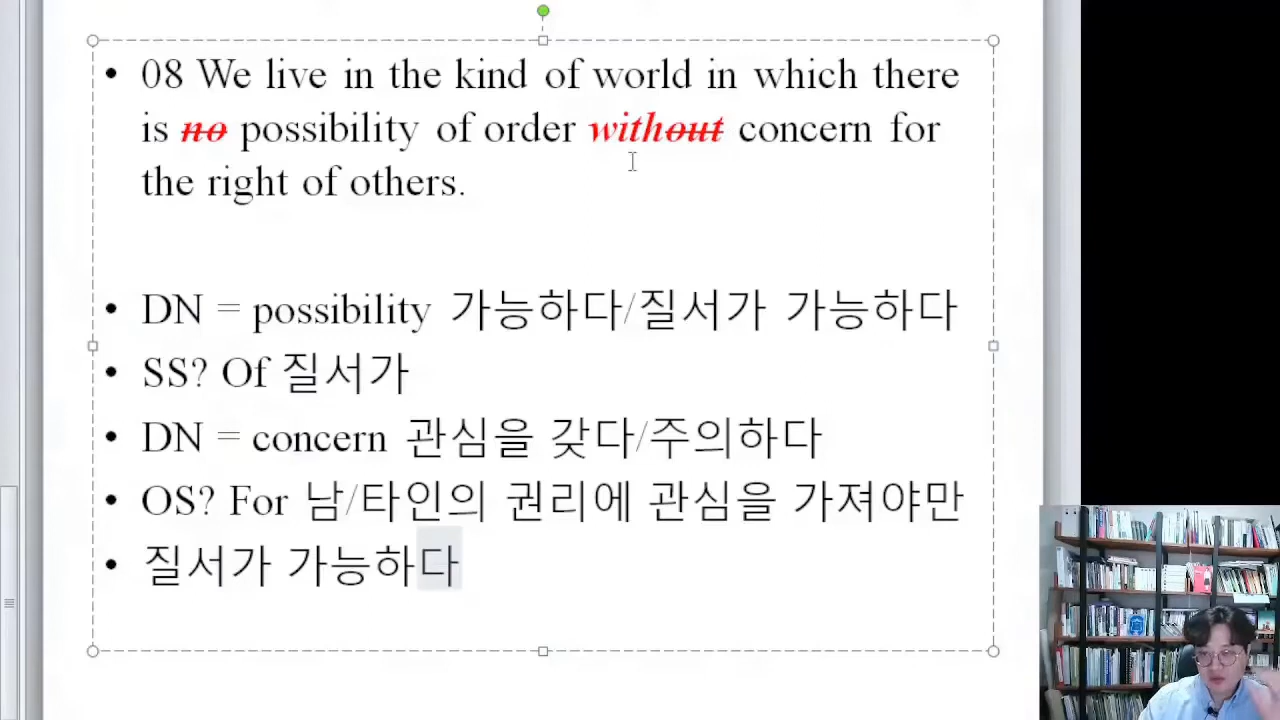 • 08 We live in the kind of world in which there
is no possibility of order without concern for
the right of others.
• DN = possibility 가능하다/질서가 가능하다
• SS? Of 질서가
• DN = concern 관심을 갖다/주의하다
• OS? For 남/타인의 권리에 관심을 가져야만
• 질서가 가능하다